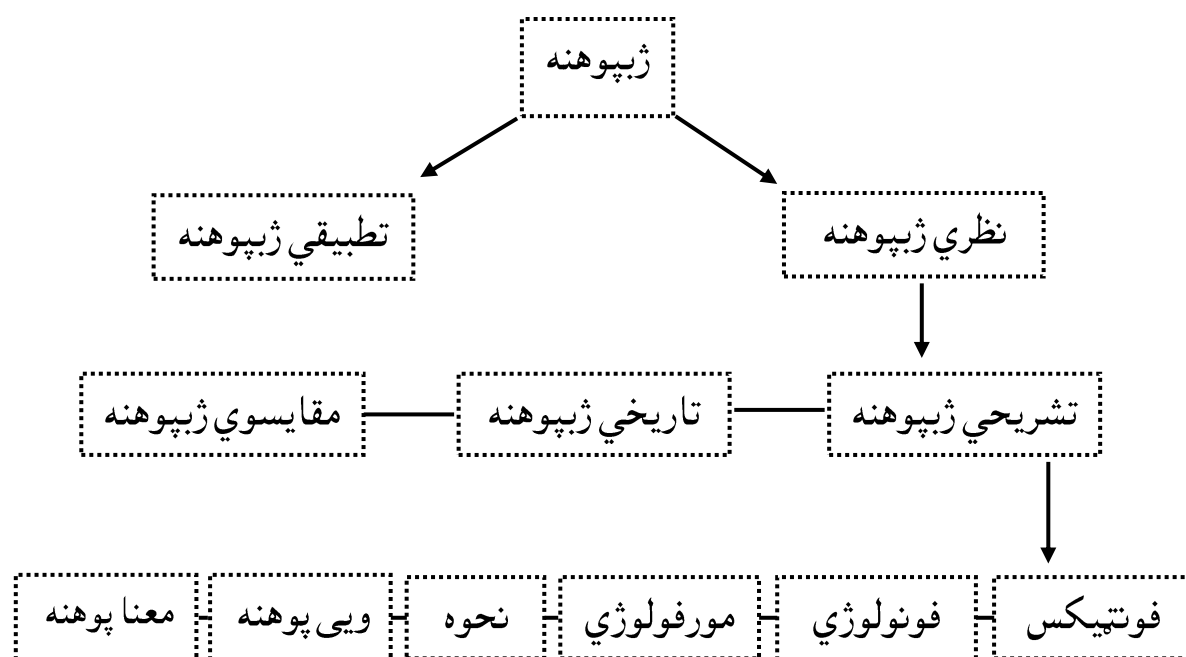 ژبپوهنه
نظري ژبپوهنه
تطبيقي ژبپوهنه
تشريحي ژبپوهنه
تاريخي ژبپوهنه
مقايسوي ژبپوهنه
فونټيکس
فونولوژي
مورفولوژي
نحوه
ويی پوهنه
معنا پوهنه